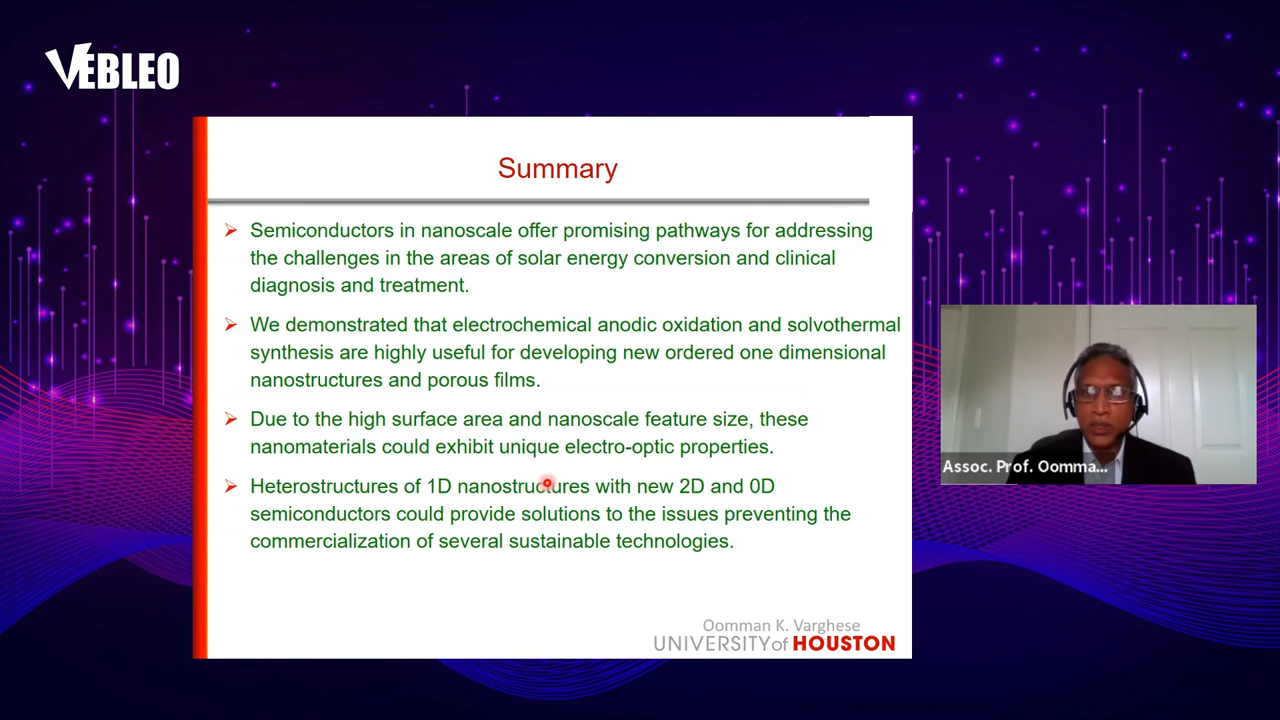 VEBLEO
Summary
Semiconductors in nanoscale offer promising pathways for addressing
the challenges in the areas of solar energy conversion and clinical
diagnosis and treatment.
We demonstrated that electrochemical anodic oxidation and solvothermal
synthesis are highly useful for developing new ordered one dimensional
nanostructures and porous films.
Due to the high surface area and nanoscale feature size, these
nanomaterials could exhibit unique electro-optic properties.
Heterostructures of 1D nanostructures with new 2D and 0D
semiconductors could provide solutions to the issues preventing the
commercialization of several sustainable technologies.
Oomman K. Varghese
UNIVERSITY of HOUSTON
Assoc. Prof. Oomma...